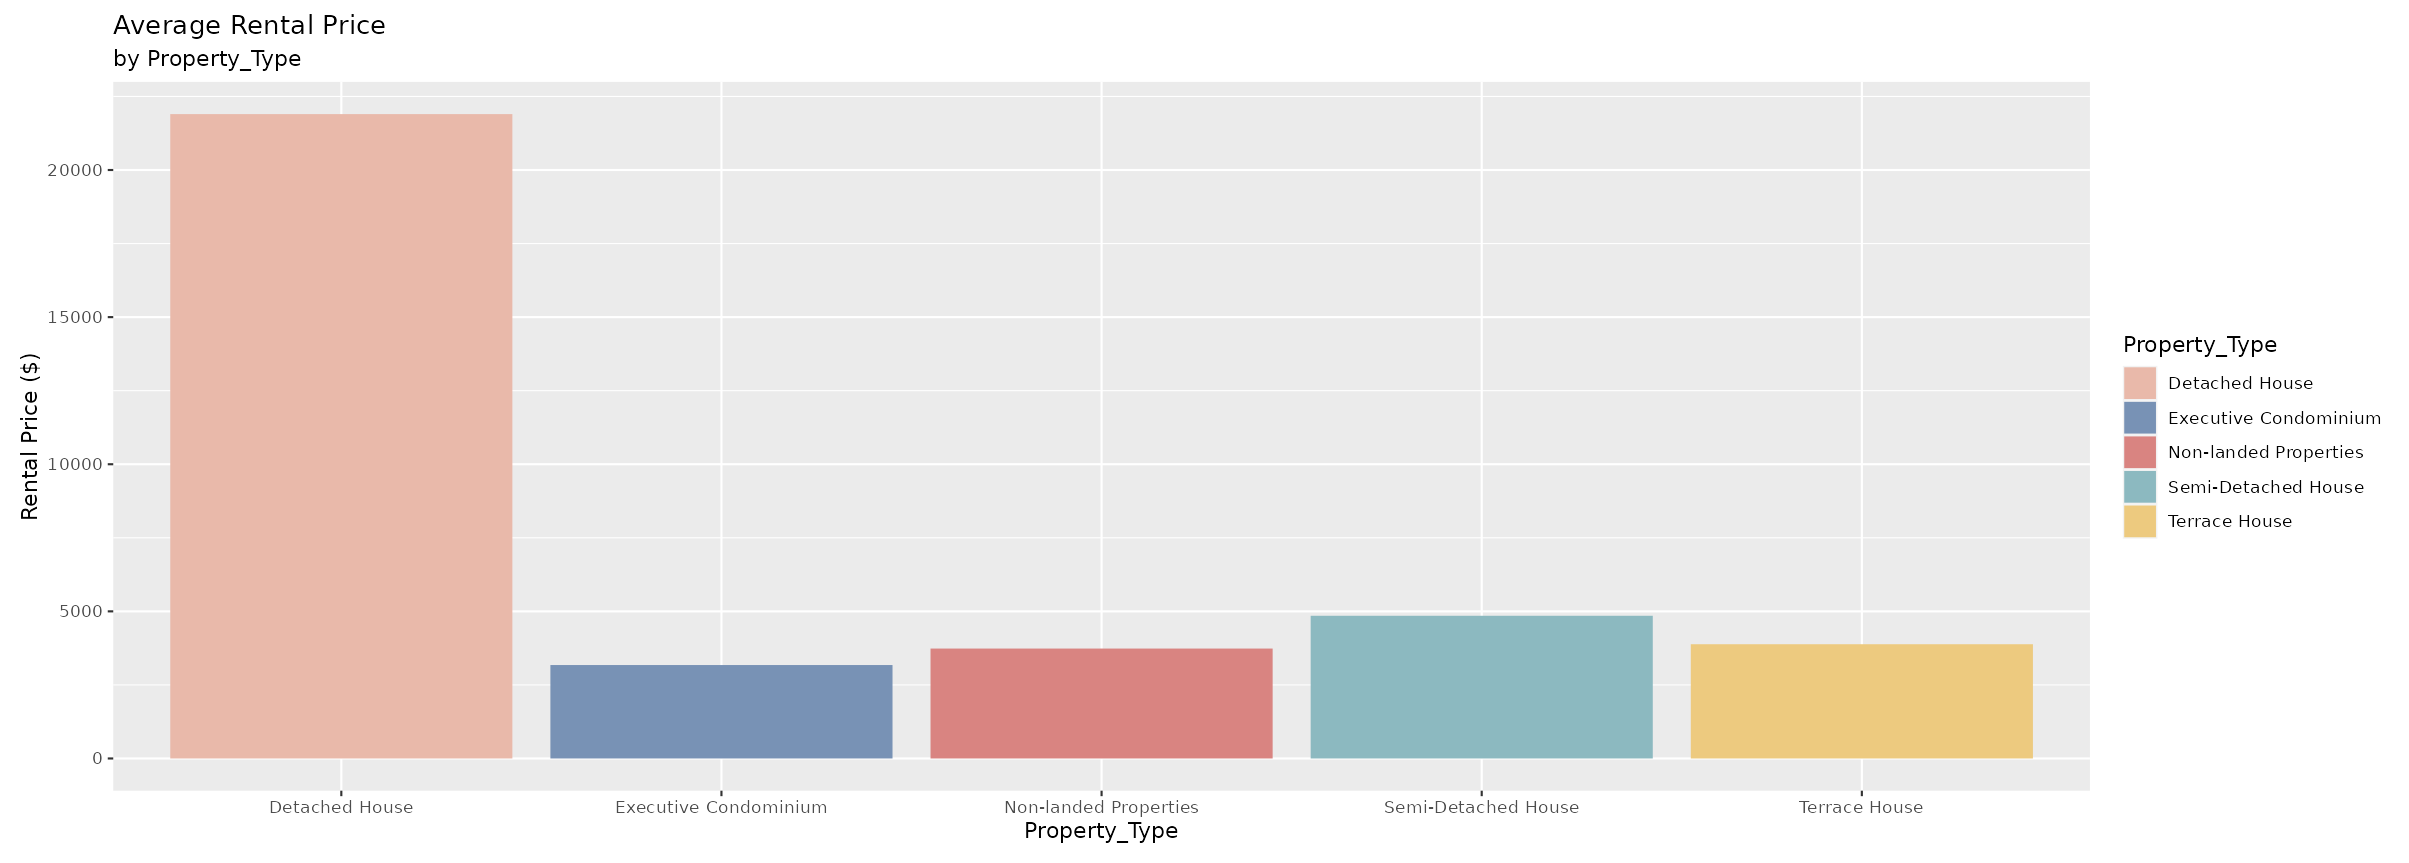 Average Rental Price
by Property_Type
Rental Price ($)
20000
15000
10000
5000
0
Detached House
Executive Condominium
Non-landed Properties
Semi-Detached House
Terrace House
Property_Type
Property_Type
Detached House
Executive Condominium
Non-landed Properties
Semi-Detached House
Terrace House